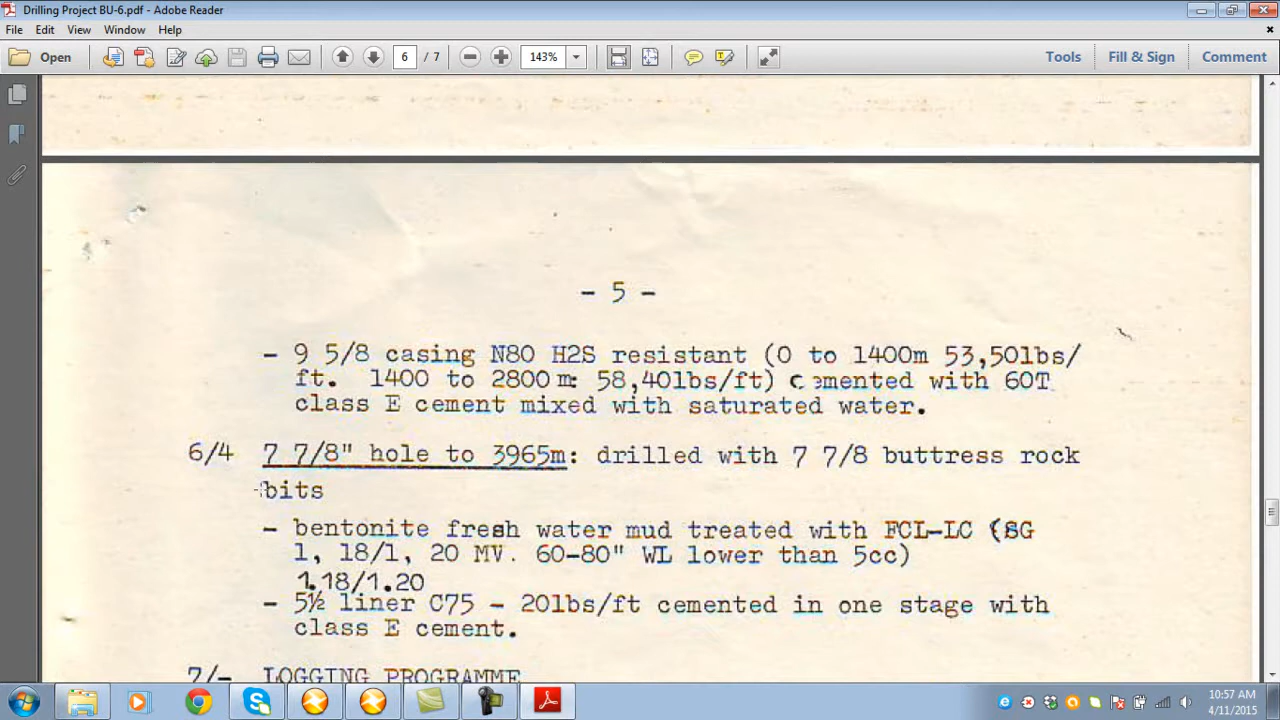 Drilling Project BU-6.pdf - Adobe Reader
File Edit View Window Help
Open 6 / 7 143% Tools Fill & Sign Comment
- 5 -
- 9 5/8 casing N80 H2S resistant (0 to 1400m 53,50lbs/
ft. 1400 to 2800m: 58,40lbs/ft) cemented with 60T
class E cement mixed with saturated water.
6/4 7 7/8" hole to 3965m: drilled with 7 7/8 buttress rock
bits
- bentonite fresh water mud treated with FCL-LC (SG
1, 18/1, 20 MV. 60-80" WL lower than 5cc)
1.18/1.20
- 5½ liner C75 - 20lbs/ft cemented in one stage with
class E cement.
7/- LOGGING PROGRAMME
10:57 AM
4/11/2015